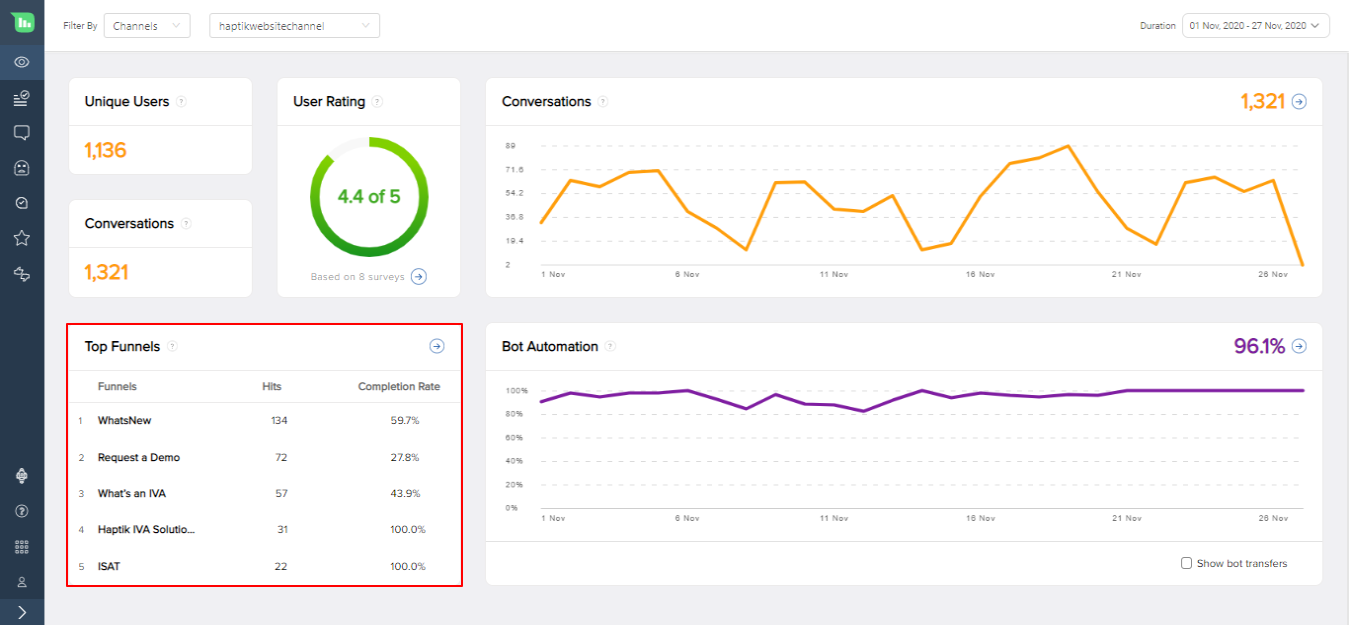 Filter By Channels haptikwebsitechannel Duration 01 Nov, 2020 - 27 Nov, 2020
Unique Users ?
1,136
Conversations ?
1,321
User Rating ?
4.4 of 5
Based on 8 surveys
Conversations ? 1,321
89
71.6
54.2
36.8
19.4
2
1 Nov 6 Nov 11 Nov 16 Nov 21 Nov 26 Nov
Top Funnels ?
Funnels Hits Completion Rate
1 WhatsNew 134 59.7%
2 Request a Demo 72 27.8%
3 What's an IVA 57 43.9%
4 Haptik IVA Solutio... 31 100.0%
5 ISAT 22 100.0%
Bot Automation ? 96.1%
100%
80%
60%
40%
20%
0%
1 Nov 6 Nov 11 Nov 16 Nov 21 Nov 26 Nov
Show bot transfers